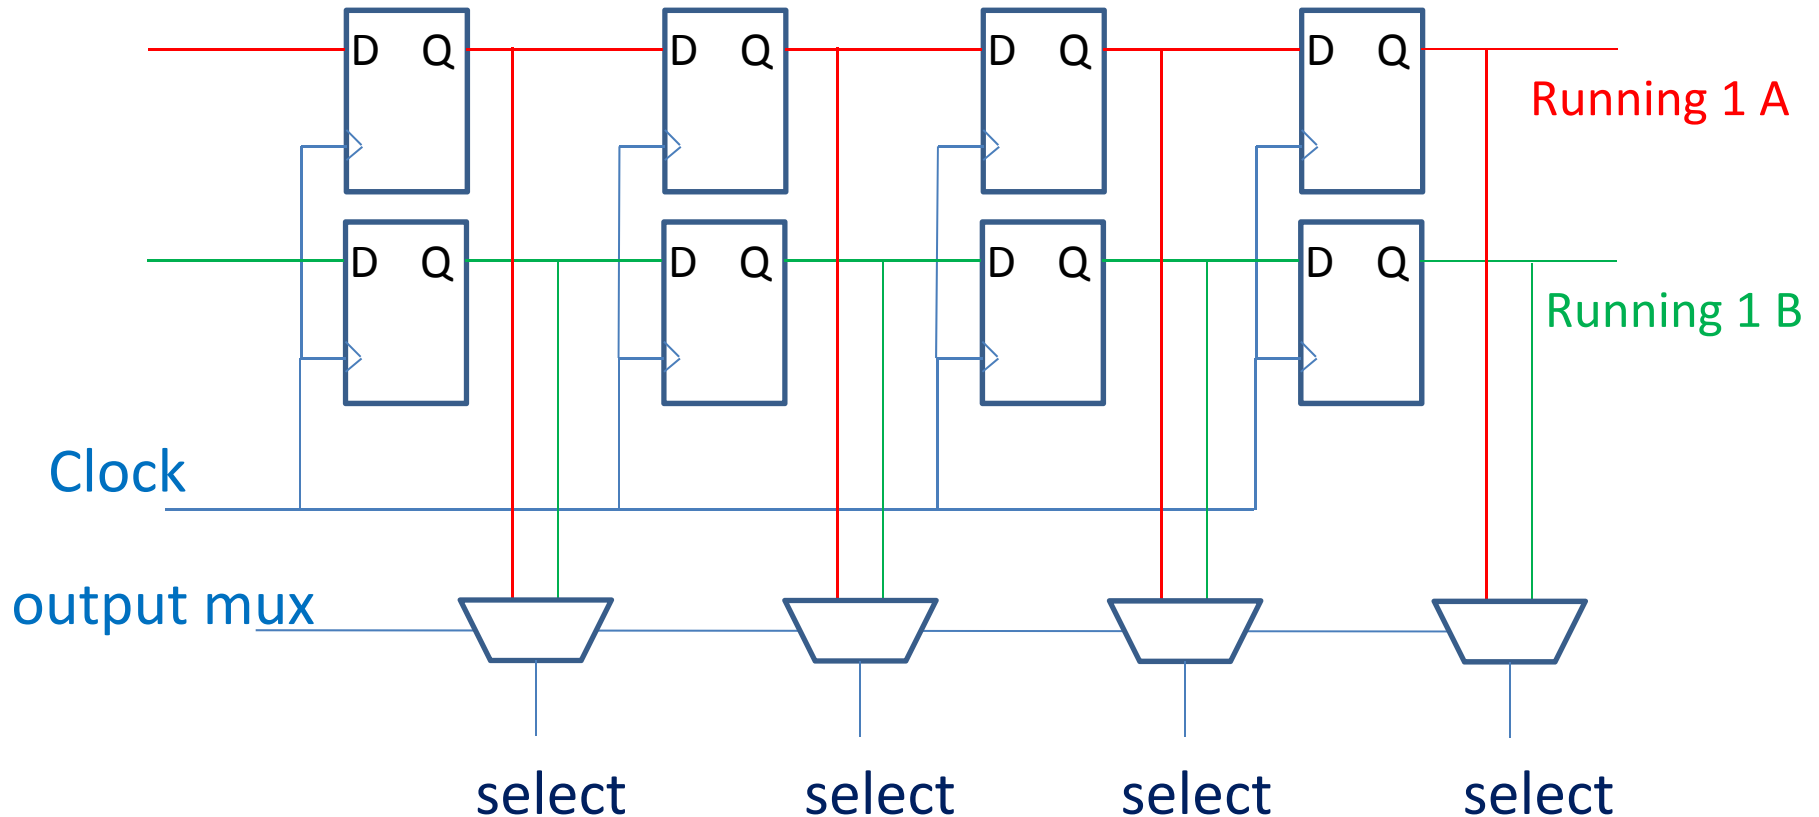 D Q D Q D Q D Q
Running 1 A
D Q D Q D Q D Q
Running 1 B
Clock
output mux
select select select select